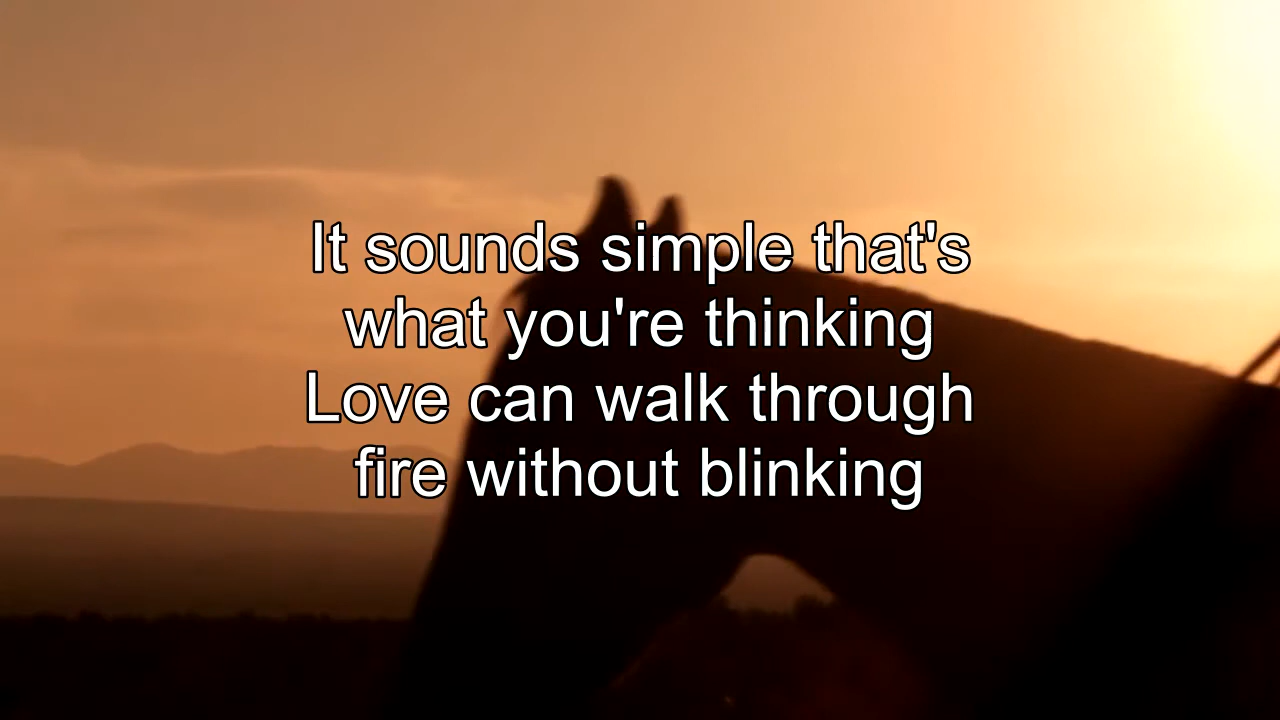 It sounds simple that's
what you're thinking
Love can walk through
fire without blinking